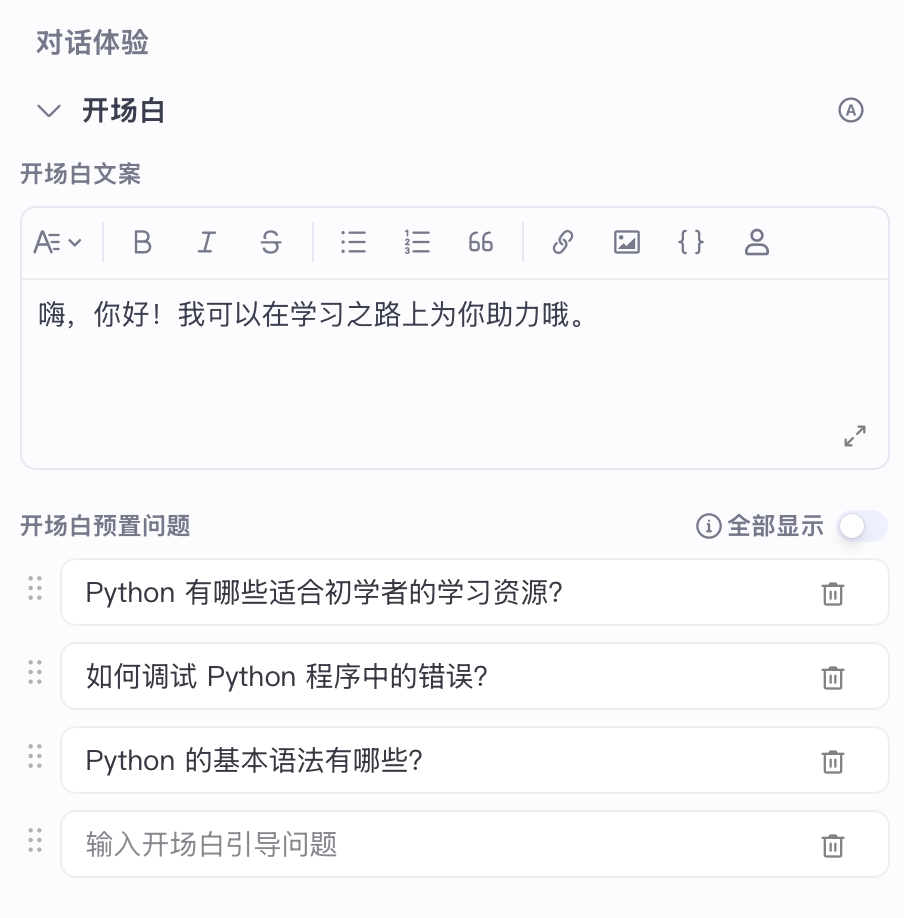 对话体验
开场白
开场白文案
嗨，你好！我可以在学习之路上为你助力哦。
开场白预置问题 全部显示
Python 有哪些适合初学者的学习资源?
如何调试 Python 程序中的错误?
Python 的基本语法有哪些?
输入开场白引导问题